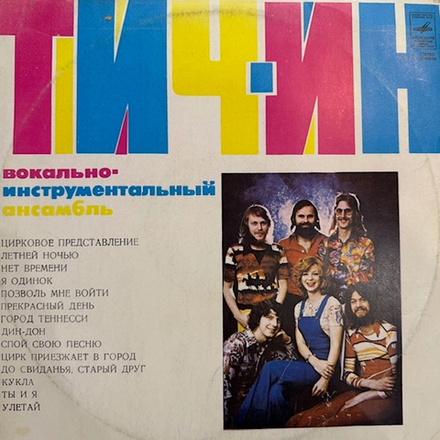 ТИЧ-ИН
вокально-
инструментальный
ансамбль
ЦИРКОВОЕ ПРЕДСТАВЛЕНИЕ
ЛЕТНЕЙ НОЧЬЮ
НЕТ ВРЕМЕНИ
Я ОДИНОК
ПОЗВОЛЬ МНЕ ВОЙТИ
ПРЕКРАСНЫЙ ДЕНЬ
ГОРОД ТЕННЕССИ
ДИН-ДОН
СПОЙ СВОЮ ПЕСНЮ
ЦИРК ПРИЕЗЖАЕТ В ГОРОД
ДО СВИДАНЬЯ, СТАРЫЙ ДРУГ
КУКЛА
ТЫ И Я
УЛЕТАЙ